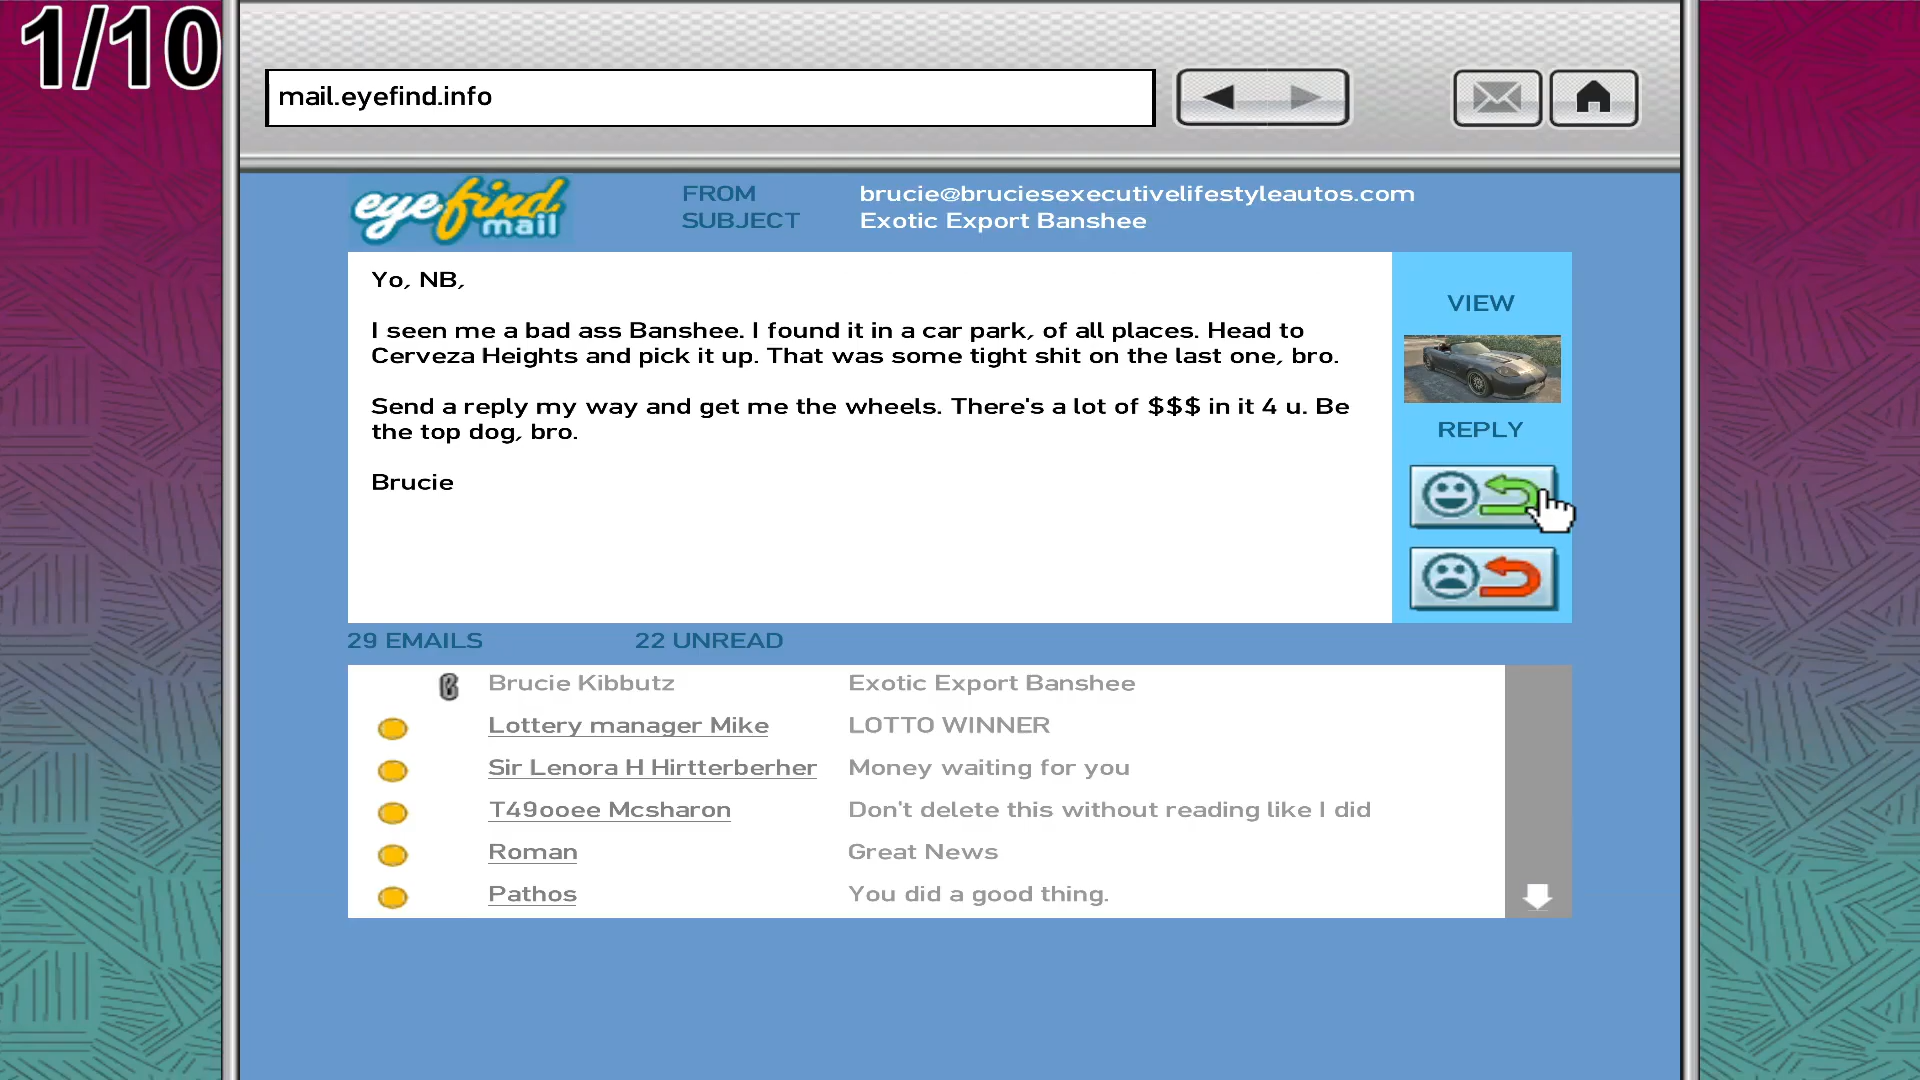 1/10
mail.eyefind.info
eyefind mail
FROM brucie@bruciesexecutivelifestyleautos.com
SUBJECT Exotic Export Banshee
Yo, NB,
I seen me a bad ass Banshee. I found it in a car park, of all places. Head to
Cerveza Heights and pick it up. That was some tight shit on the last one, bro.
Send a reply my way and get me the wheels. There's a lot of $$$ in it 4 u. Be
the top dog, bro.
Brucie
VIEW
REPLY
29 EMAILS 22 UNREAD
Brucie Kibbutz Exotic Export Banshee
Lottery manager Mike LOTTO WINNER
Sir Lenora H Hirtterberher Money waiting for you
T49ooee Mcsharon Don't delete this without reading like I did
Roman Great News
Pathos You did a good thing.